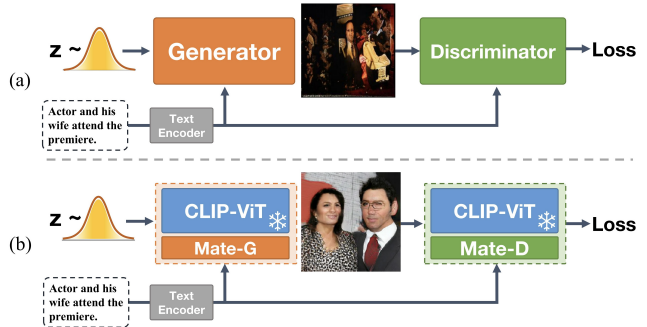 z ~
Generator
Discriminator
Loss
(a)
Actor and his
wife attend the
premiere.
Text
Encoder
z ~
CLIP-ViT
Mate-G
CLIP-ViT
Mate-D
Loss
(b)
Actor and his
wife attend the
premiere.
Text
Encoder